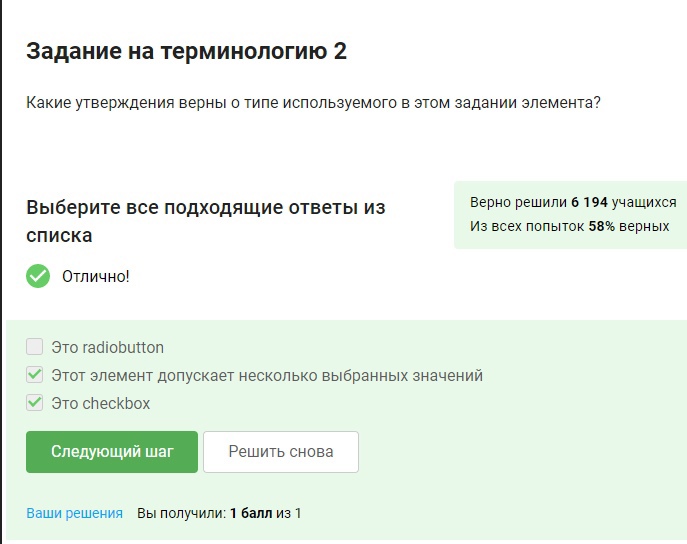 Задание на терминологию 2
Какие утверждения верны о типе используемого в этом задании элемента?
Верно решили 6 194 учащихся
Из всех попыток 58% верных
Выберите все подходящие ответы из
списка
Отлично!
Это radiobutton
Этот элемент допускает несколько выбранных значений
Это checkbox
Следующий шаг
Решить снова
Ваши решения Вы получили: 1 балл из 1